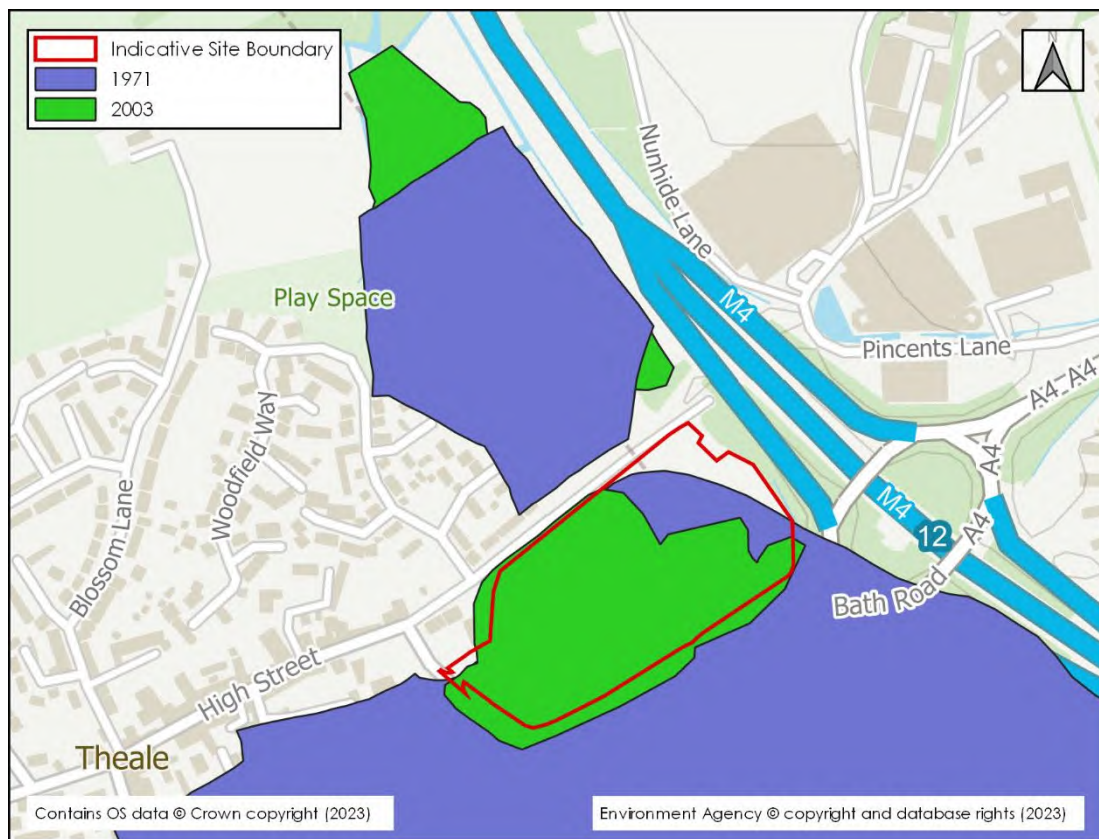 Indicative Site Boundary
1971
2003
N
Nunhide Lane
M4
Play Space
Pincents Lane
A4
A4
A4
Woodfield Way
Blossom Lane
M4
12
A4
Bath Road
High Street
Theale
Contains OS data © Crown copyright (2023)
Environment Agency © copyright and database rights (2023)